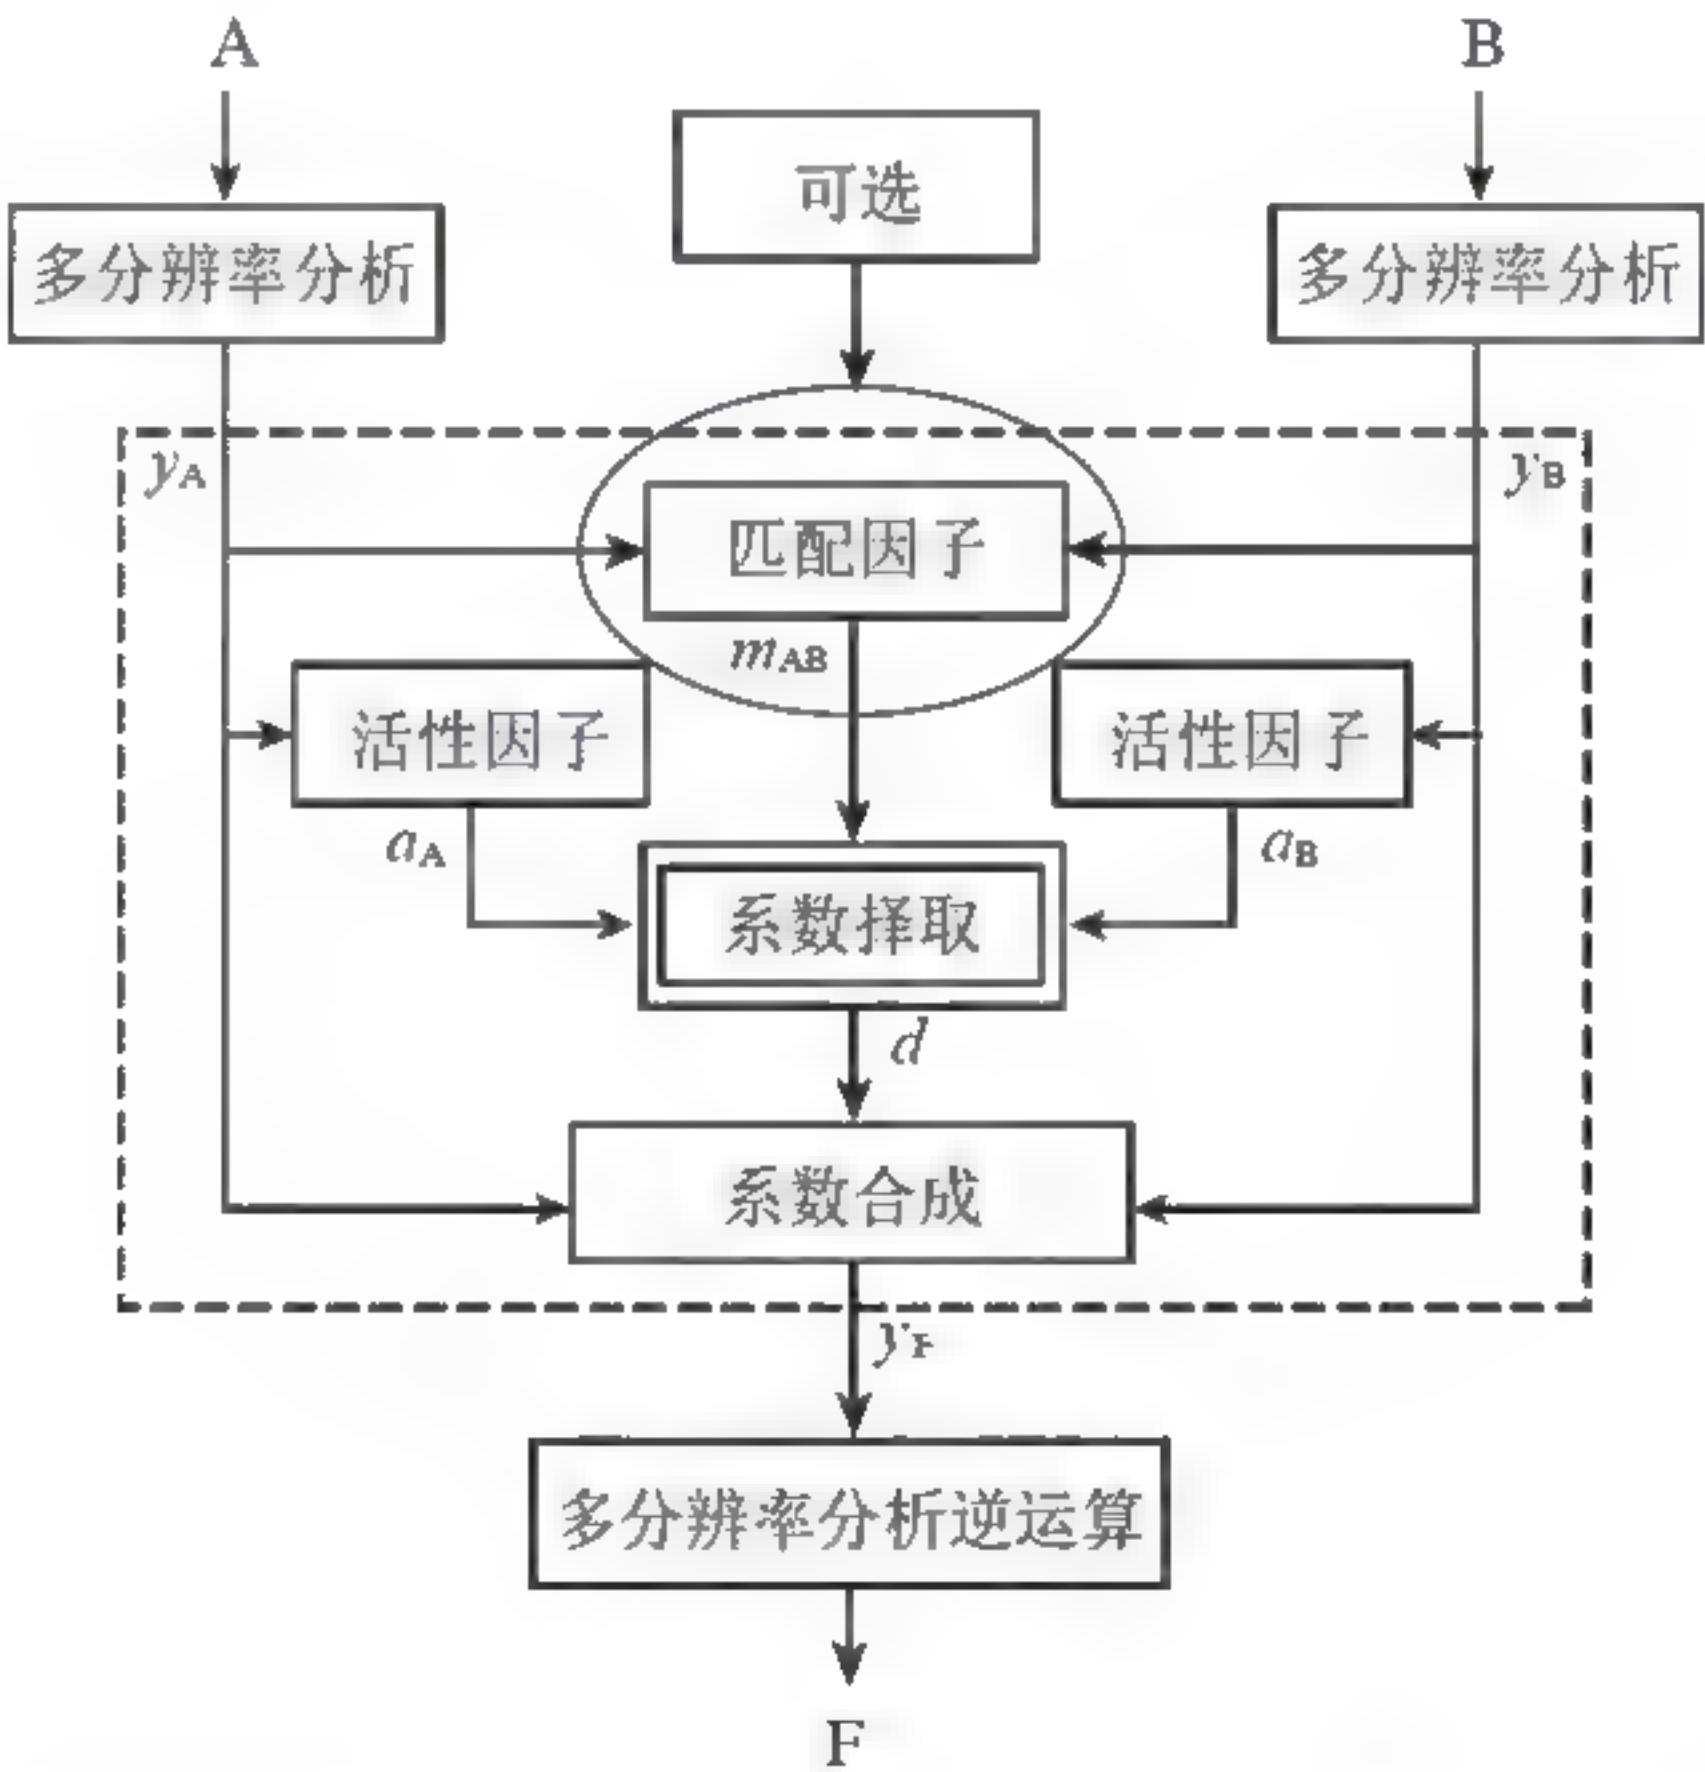 A
B
可选
多分辨率分析
多分辨率分析
yA
yB
匹配因子
mAB
活性因子
活性因子
aA
aB
系数择取
d
系数合成
yF
多分辨率分析逆运算
F